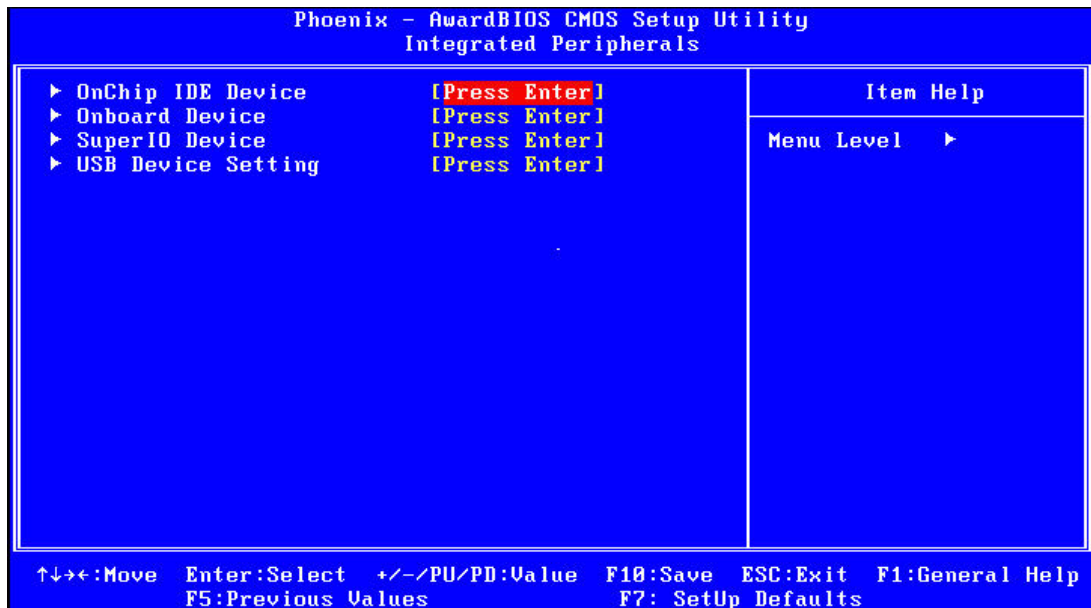 Phoenix - AwardBIOS CMOS Setup Utility
Integrated Peripherals
► OnChip IDE Device [Press Enter]
► Onboard Device [Press Enter]
► SuperIO Device [Press Enter]
► USB Device Setting [Press Enter]
Item Help
Menu Level ►
↑↓→←:Move Enter:Select +/-/PU/PD:Value F10:Save ESC:Exit F1:General Help
F5:Previous Values F7: SetUp Defaults